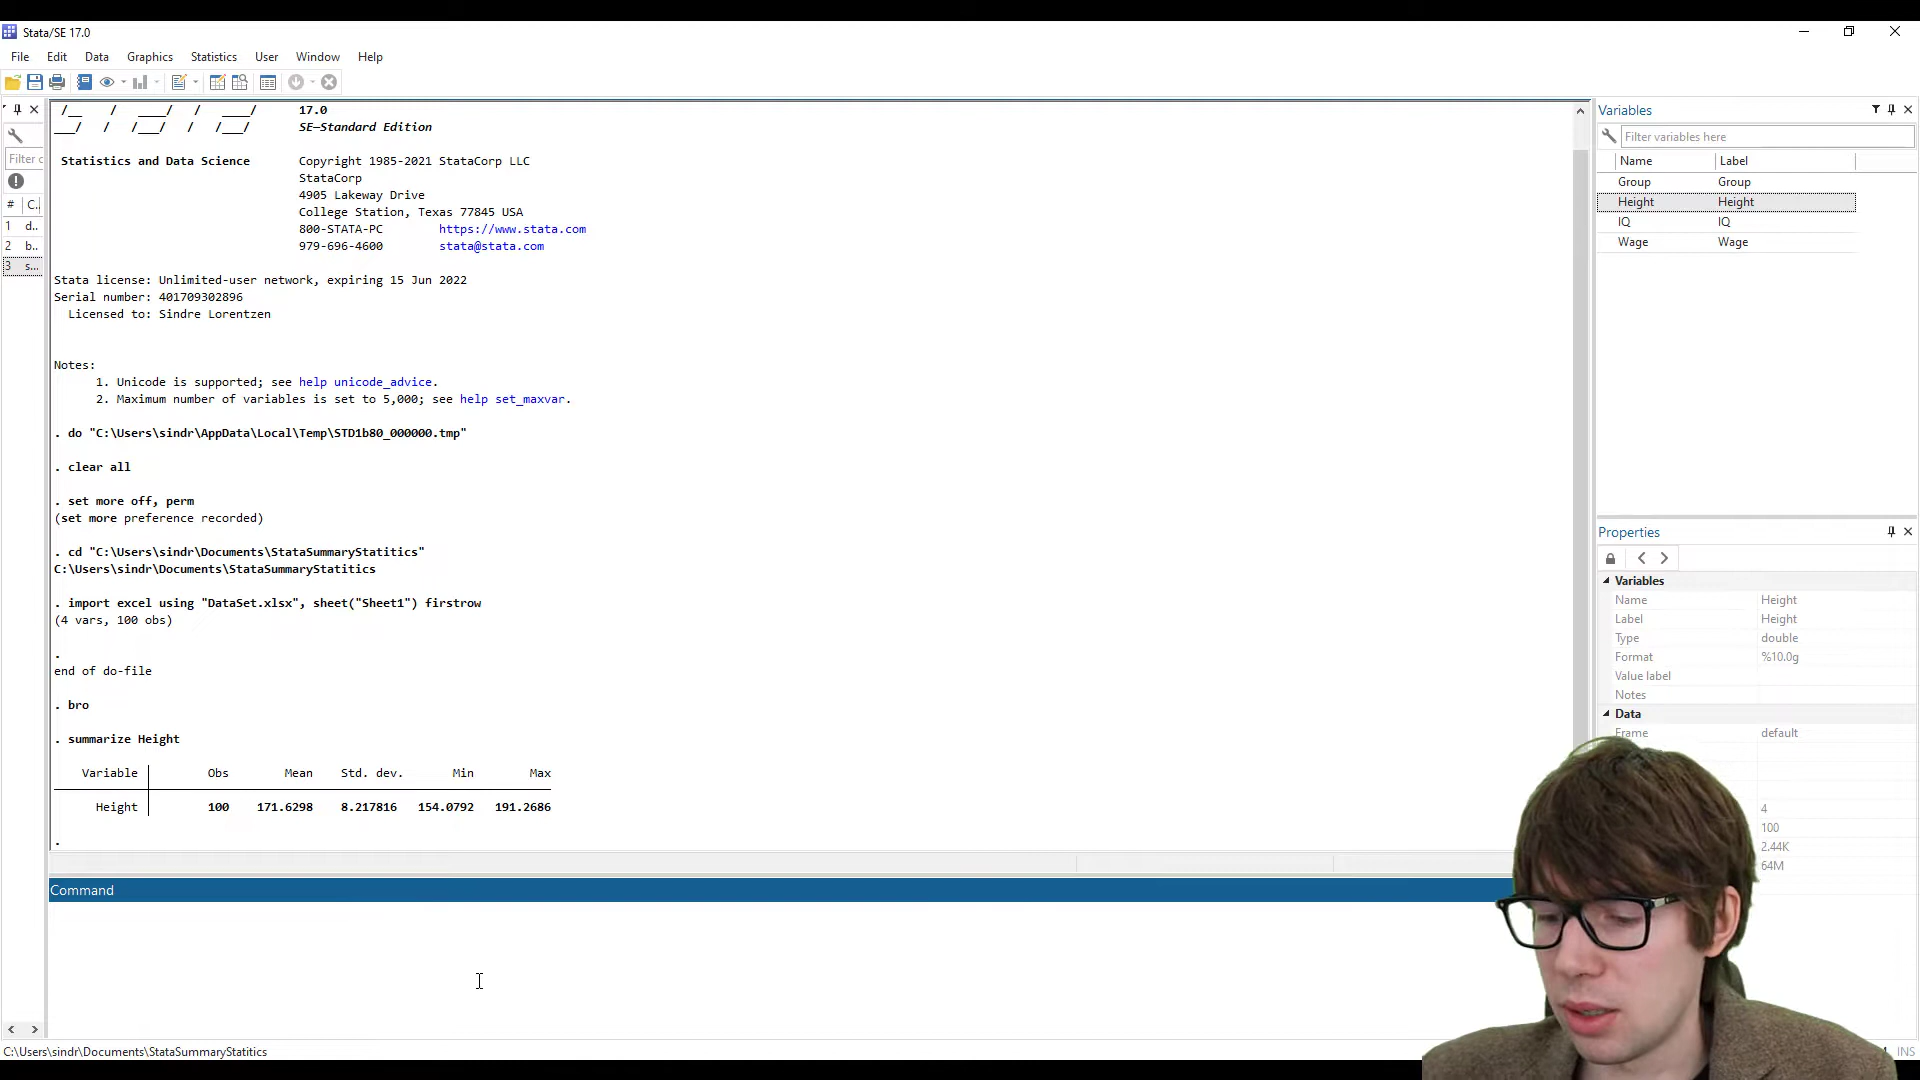 Stata/SE 17.0
File Edit Data Graphics Statistics User Window Help
17.0
SE—Standard Edition
Statistics and Data Science Copyright 1985-2021 StataCorp LLC
StataCorp
4905 Lakeway Drive
College Station, Texas 77845 USA
800-STATA-PC https://www.stata.com
979-696-4600 stata@stata.com
Stata license: Unlimited-user network, expiring 15 Jun 2022
Serial number: 401709302896
Licensed to: Sindre Lorentzen
Notes:
1. Unicode is supported; see help unicode_advice.
2. Maximum number of variables is set to 5,000; see help set_maxvar.
. do "C:\Users\sindr\AppData\Local\Temp\STD1b80_000000.tmp"
. clear all
. set more off, perm
(set more preference recorded)
. cd "C:\Users\sindr\Documents\StataSummaryStatitics"
C:\Users\sindr\Documents\StataSummaryStatitics
. import excel using "DataSet.xlsx", sheet("Sheet1") firstrow
(4 vars, 100 obs)
.
end of do-file
. bro
. summarize Height
Variable Obs Mean Std. dev. Min Max
Height 100 171.6298 8.217816 154.0792 191.2686
.
Command
Filter c
# C.
1 d..
2 b..
3 s...
Variables
Filter variables here
Name Label
Group Group
Height Height
IQ IQ
Wage Wage
Properties
Variables
Name Height
Label Height
Type double
Format %10.0g
Value label
Notes
Data
Frame default
4
100
2.44K
64M
C:\Users\sindr\Documents\StataSummaryStatitics
INS